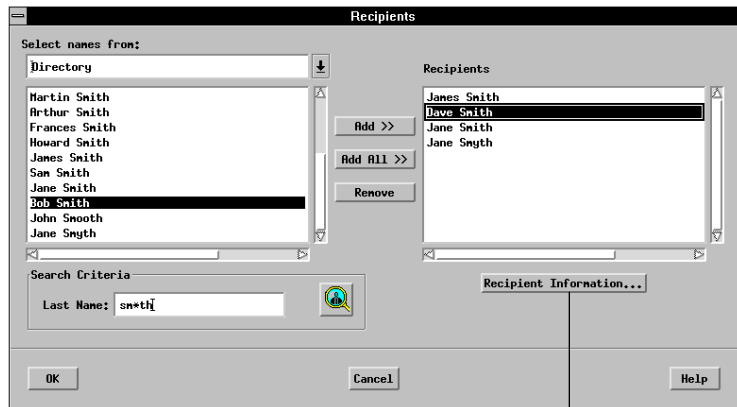 Recipients
Select names from:
Directory
Martin Smith
Arthur Smith
Frances Smith
Howard Smith
James Smith
Sam Smith
Jane Smith
Bob Smith
John Smooth
Jane Smyth
Add >>
Add All >>
Remove
Recipients
James Smith
Dave Smith
Jane Smith
Jane Smyth
Search Criteria
Last Name: sm*th
Recipient Information...
OK
Cancel
Help